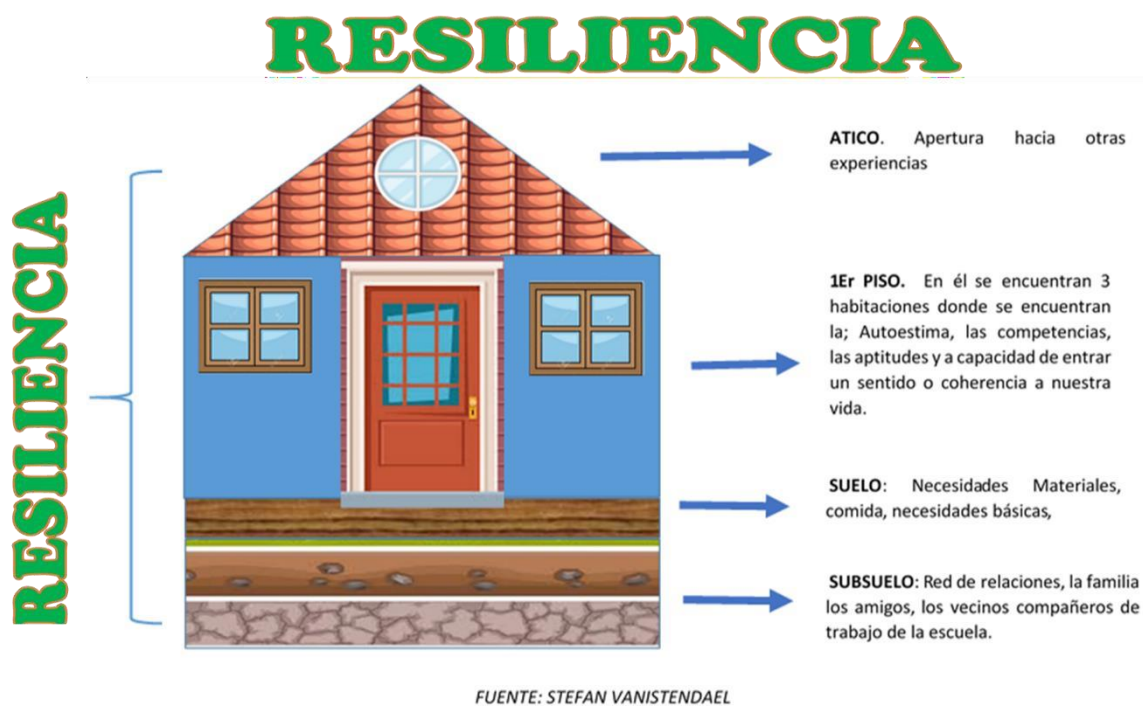 RESILIENCIA
RESILIENCIA
ATICO. Apertura hacia otras
experiencias
1Er PISO. En él se encuentran 3
habitaciones donde se encuentran
la; Autoestima, las competencias,
las aptitudes y a capacidad de entrar
un sentido o coherencia a nuestra
vida.
SUELO: Necesidades Materiales,
comida, necesidades básicas,
SUBSUELO: Red de relaciones, la familia
los amigos, los vecinos compañeros de
trabajo de la escuela.
FUENTE: STEFAN VANISTENDAEL